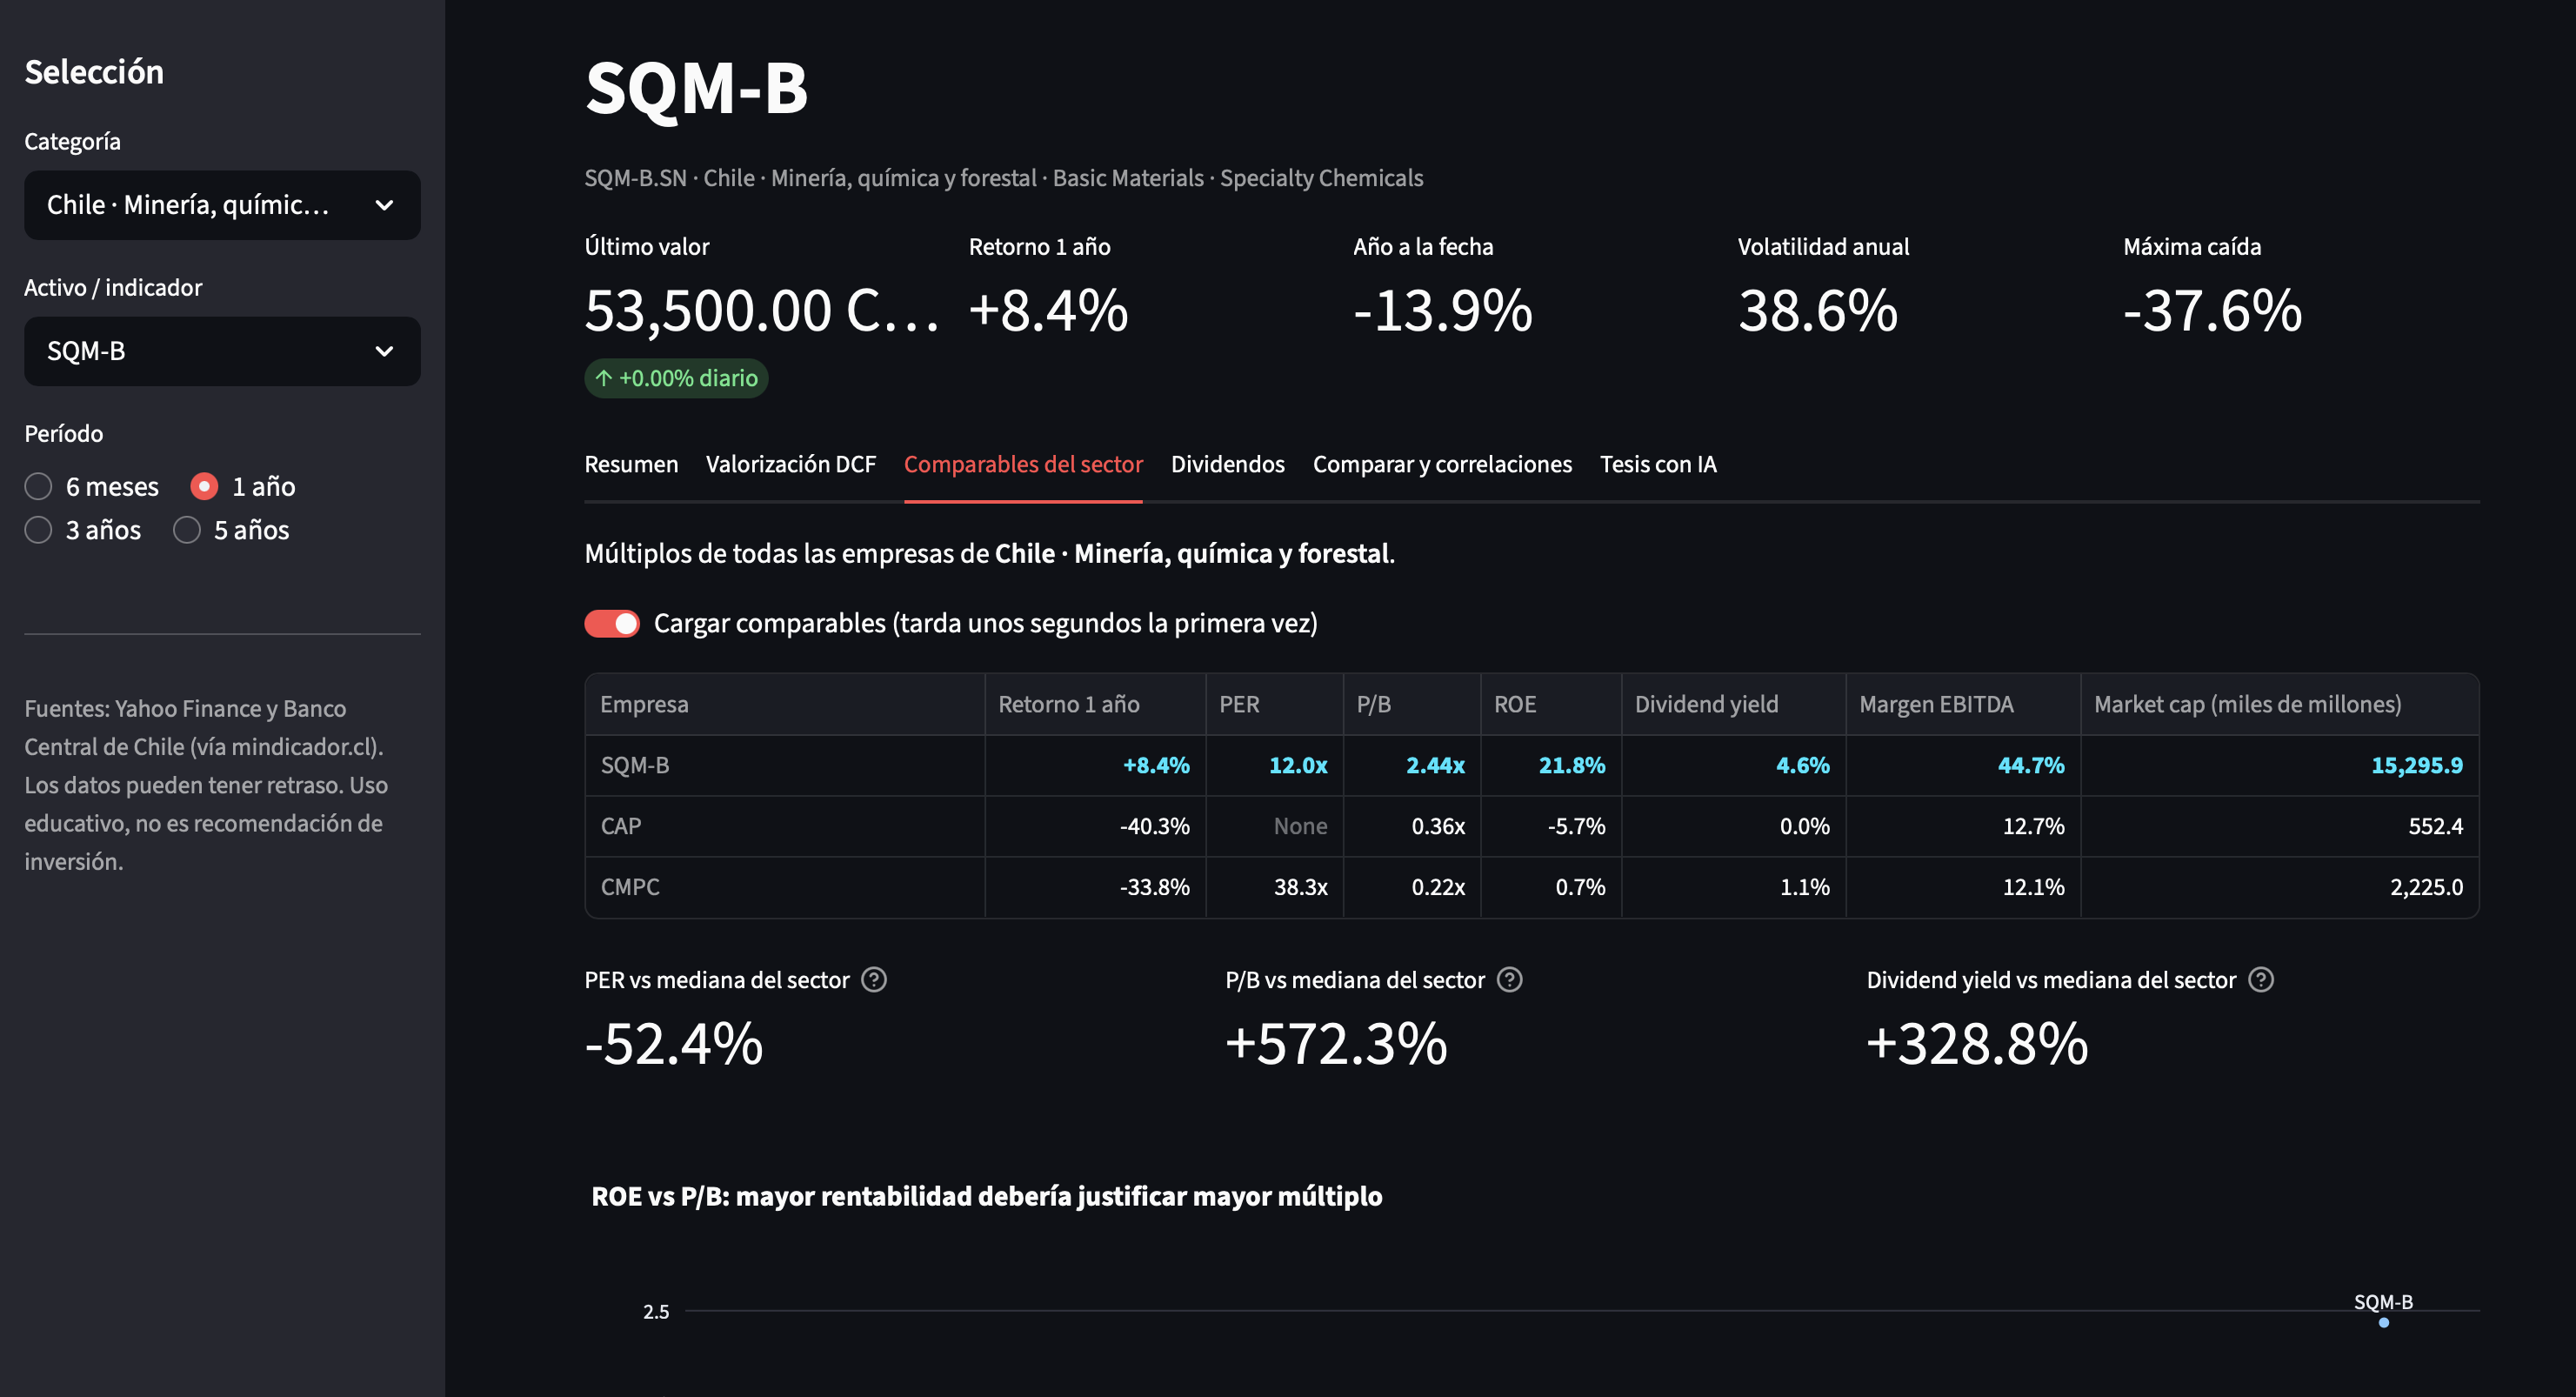 Selección
Categoría
Chile · Minería, químic...
Activo / indicador
SQM-B
Período
6 meses
1 año
3 años
5 años
Fuentes: Yahoo Finance y Banco
Central de Chile (vía mindicador.cl).
Los datos pueden tener retraso. Uso
educativo, no es recomendación de
inversión.
SQM-B
SQM-B.SN · Chile · Minería, química y forestal · Basic Materials · Specialty Chemicals
Último valor
53,500.00 C...
↑ +0.00% diario
Retorno 1 año
+8.4%
Año a la fecha
-13.9%
Volatilidad anual
38.6%
Máxima caída
-37.6%
Resumen Valorización DCF Comparables del sector Dividendos Comparar y correlaciones Tesis con IA
Múltiplos de todas las empresas de Chile · Minería, química y forestal.
Cargar comparables (tarda unos segundos la primera vez)
Empresa Retorno 1 año PER P/B ROE Dividend yield Margen EBITDA Market cap (miles de millones)
SQM-B +8.4% 12.0x 2.44x 21.8% 4.6% 44.7% 15,295.9
CAP -40.3% None 0.36x -5.7% 0.0% 12.7% 552.4
CMPC -33.8% 38.3x 0.22x 0.7% 1.1% 12.1% 2,225.0
PER vs mediana del sector ?
-52.4%
P/B vs mediana del sector ?
+572.3%
Dividend yield vs mediana del sector ?
+328.8%
ROE vs P/B: mayor rentabilidad debería justificar mayor múltiplo
SQM-B
2.5